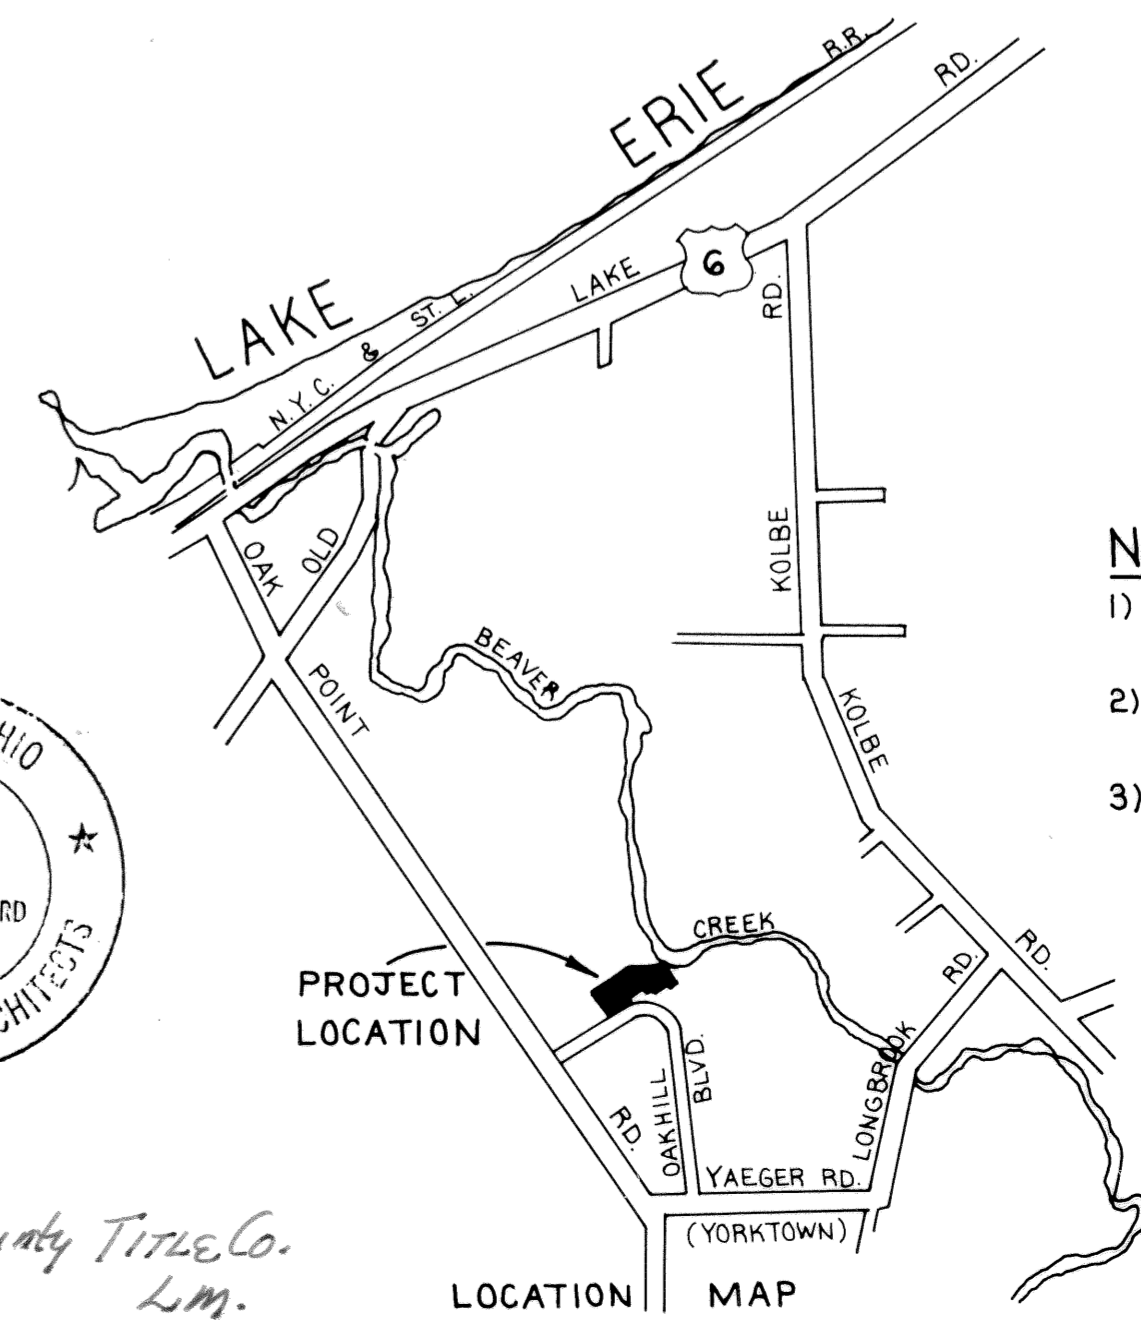 LAKE ERIE
N.Y.C. & ST. L. R.R.
LAKE RD.
6
KOLBE RD.
OLD
OAK POINT RD.
BEAVER CREEK
KOLBE RD.
N
1)
2)
3)
HIO
RD
CHITECTS
PROJECT
LOCATION
LONGBROOK RD.
OAKHILL BLVD.
YAEGER RD.
(YORKTOWN)
TITLE CO.
LM.
LOCATION MAP